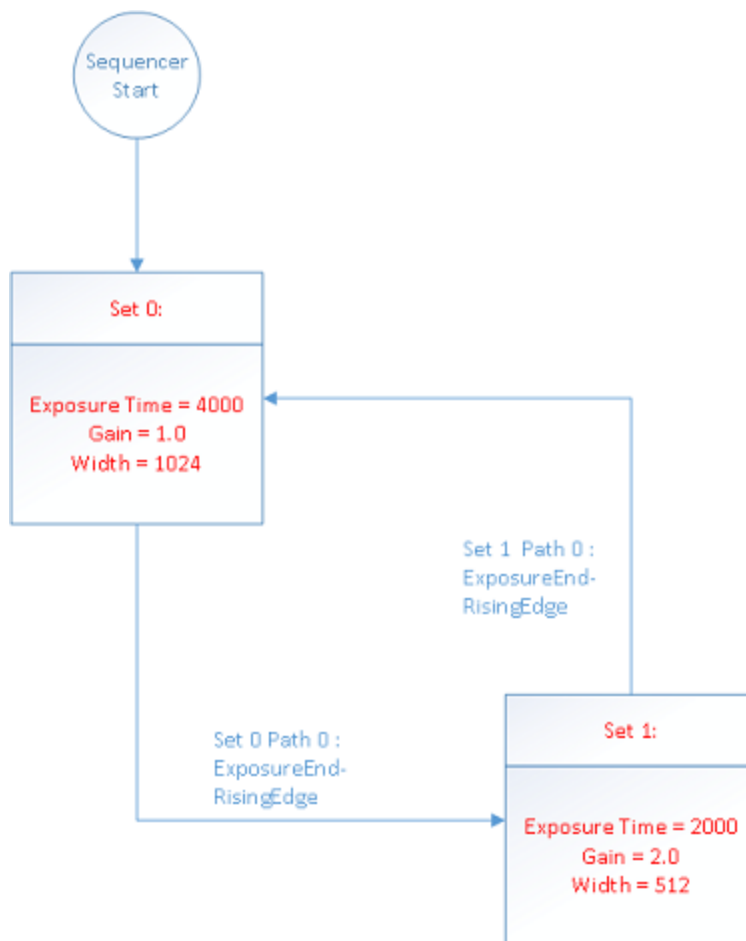 Sequencer
Start
Set 0:
Exposure Time = 4000
Gain = 1.0
Width = 1024
Set 1 Path 0 :
ExposureEnd-
RisingEdge
Set 0 Path 0 :
ExposureEnd-
RisingEdge
Set 1:
Exposure Time = 2000
Gain = 2.0
Width = 512